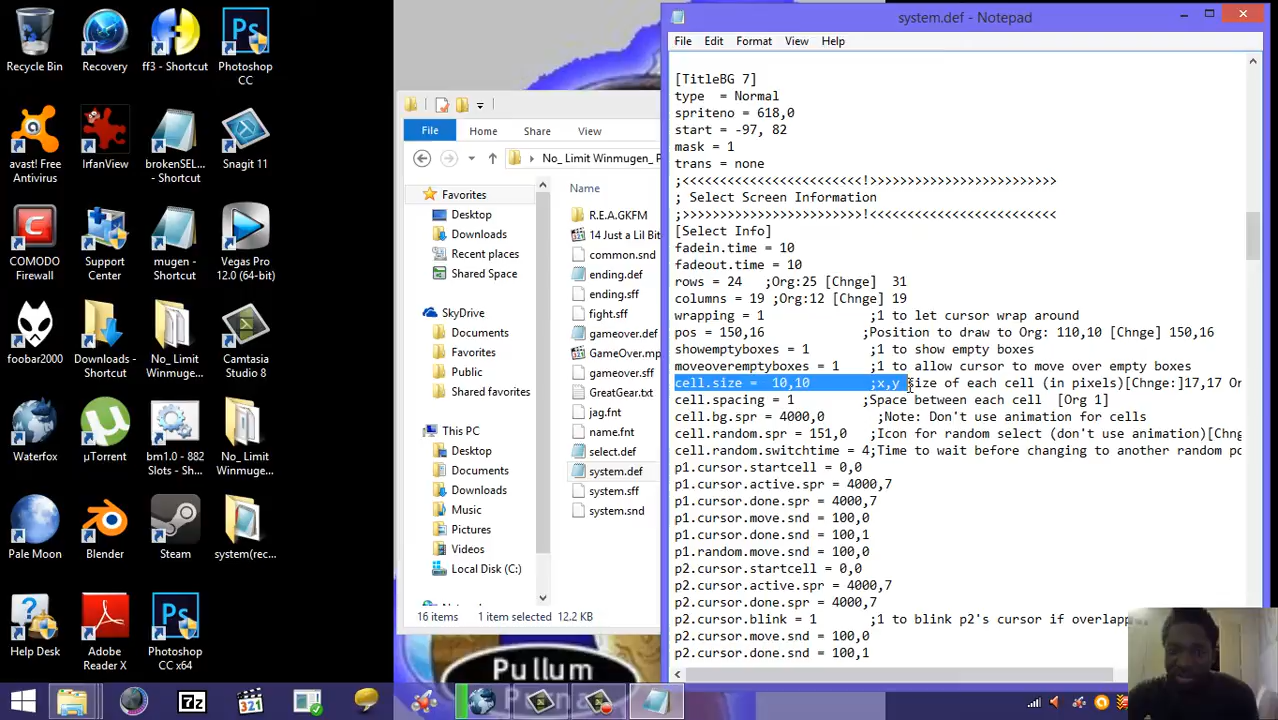 Recycle Bin
Recovery
ff3 - Shortcut
Photoshop CC
avast! Free Antivirus
IrfanView
brokenSEL... - Shortcut
Snagit 11
COMODO Firewall
Support Center
mugen - Shortcut
Vegas Pro 12.0 (64-bit)
foobar2000
Downloads - Shortcut
No_ Limit Winmuge...
Camtasia Studio 8
Waterfox
µTorrent
bm1.0 - 882 Slots - Sh...
No_ Limit Winmuge...
Pale Moon
Blender
Steam
system(rec...
Help Desk
Adobe Reader X
Photoshop CC x64
File
Home
Share
View
No_ Limit Winmugen_ P
Name
Favorites
Desktop
Downloads
Recent places
Shared Space
SkyDrive
Documents
Favorites
Public
SkyDrive camera
This PC
Desktop
Documents
Downloads
Music
Pictures
Videos
Local Disk (C:)
R.E.A.GKFM
14 Just a Lil Bit
common.snd
ending.def
ending.sff
fight.sff
gameover.def
GameOver.mp
gameover.sff
GreatGear.txt
jag.fnt
name.fnt
select.def
system.def
system.sff
system.snd
16 items
1 item selected
12.2 KB
Pullum
system.def - Notepad
File Edit Format View Help
[TitleBG 7]
type  = Normal
spriteno = 618,0
start = -97, 82
mask = 1
trans = none
;<<<<<<<<<<<<<<<<<<<<<<<<!>>>>>>>>>>>>>>>>>>>>>>>>>
; Select Screen Information
;>>>>>>>>>>>>>>>>>>>>>>>>!<<<<<<<<<<<<<<<<<<<<<<<<<
[Select Info]
fadein.time = 10
fadeout.time = 10
rows = 24   ;Org:25 [Chnge]  31
columns = 19 ;Org:12 [Chnge] 19
wrapping = 1             ;1 to let cursor wrap around
pos = 150,16            ;Position to draw to Org: 110,10 [Chnge] 150,16
showemptyboxes = 1       ;1 to show empty boxes
moveoveremptyboxes = 1   ;1 to allow cursor to move over empty boxes
cell.size =  10,10       ;x,y size of each cell (in pixels)[Chnge:]17,17 Or
cell.spacing = 1        ;Space between each cell  [Org 1]
cell.bg.spr = 4000,0      ;Note: Don't use animation for cells
cell.random.spr = 151,0  ;Icon for random select (don't use animation)[Chng
cell.random.switchtime = 4;Time to wait before changing to another random po
p1.cursor.startcell = 0,0
p1.cursor.active.spr = 4000,7
p1.cursor.done.spr = 4000,7
p1.cursor.move.snd = 100,0
p1.cursor.done.snd = 100,1
p1.random.move.snd = 100,0
p2.cursor.startcell = 0,0
p2.cursor.active.spr = 4000,7
p2.cursor.done.spr = 4000,7
p2.cursor.blink = 1      ;1 to blink p2's cursor if overlapp
p2.cursor.move.snd = 100,0
p2.cursor.done.snd = 100,1
7z
321